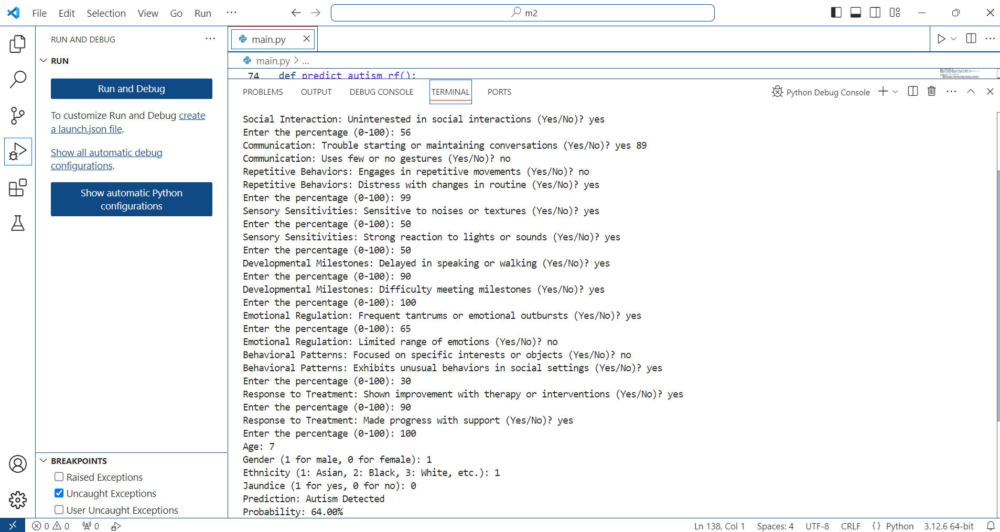 File Edit Selection View Go Run ···
m2
RUN AND DEBUG ···
RUN
Run and Debug
To customize Run and Debug create
a launch.json file.
Show all automatic debug
configurations.
Show automatic Python
configurations
BREAKPOINTS
Raised Exceptions
Uncaught Exceptions
User Uncaught Exceptions
main.py
main.py > ...
74 def predict_autism_rf():
PROBLEMS OUTPUT DEBUG CONSOLE TERMINAL PORTS
Python Debug Console
Social Interaction: Uninterested in social interactions (Yes/No)? yes
Enter the percentage (0-100): 56
Communication: Trouble starting or maintaining conversations (Yes/No)? yes 89
Communication: Uses few or no gestures (Yes/No)? no
Repetitive Behaviors: Engages in repetitive movements (Yes/No)? no
Repetitive Behaviors: Distress with changes in routine (Yes/No)? yes
Enter the percentage (0-100): 99
Sensory Sensitivities: Sensitive to noises or textures (Yes/No)? yes
Enter the percentage (0-100): 50
Sensory Sensitivities: Strong reaction to lights or sounds (Yes/No)? yes
Enter the percentage (0-100): 50
Developmental Milestones: Delayed in speaking or walking (Yes/No)? yes
Enter the percentage (0-100): 90
Developmental Milestones: Difficulty meeting milestones (Yes/No)? yes
Enter the percentage (0-100): 100
Emotional Regulation: Frequent tantrums or emotional outbursts (Yes/No)? yes
Enter the percentage (0-100): 65
Emotional Regulation: Limited range of emotions (Yes/No)? no
Behavioral Patterns: Focused on specific interests or objects (Yes/No)? no
Behavioral Patterns: Exhibits unusual behaviors in social settings (Yes/No)? yes
Enter the percentage (0-100): 30
Response to Treatment: Shown improvement with therapy or interventions (Yes/No)? yes
Enter the percentage (0-100): 90
Response to Treatment: Made progress with support (Yes/No)? yes
Enter the percentage (0-100): 100
Age: 7
Gender (1 for male, 0 for female): 1
Ethnicity (1: Asian, 2: Black, 3: White, etc.): 1
Jaundice (1 for yes, 0 for no): 0
Prediction: Autism Detected
Probability: 64.00%
0 0 0
Ln 138, Col 1 Spaces: 4 UTF-8 CRLF {} Python 3.12.6 64-bit